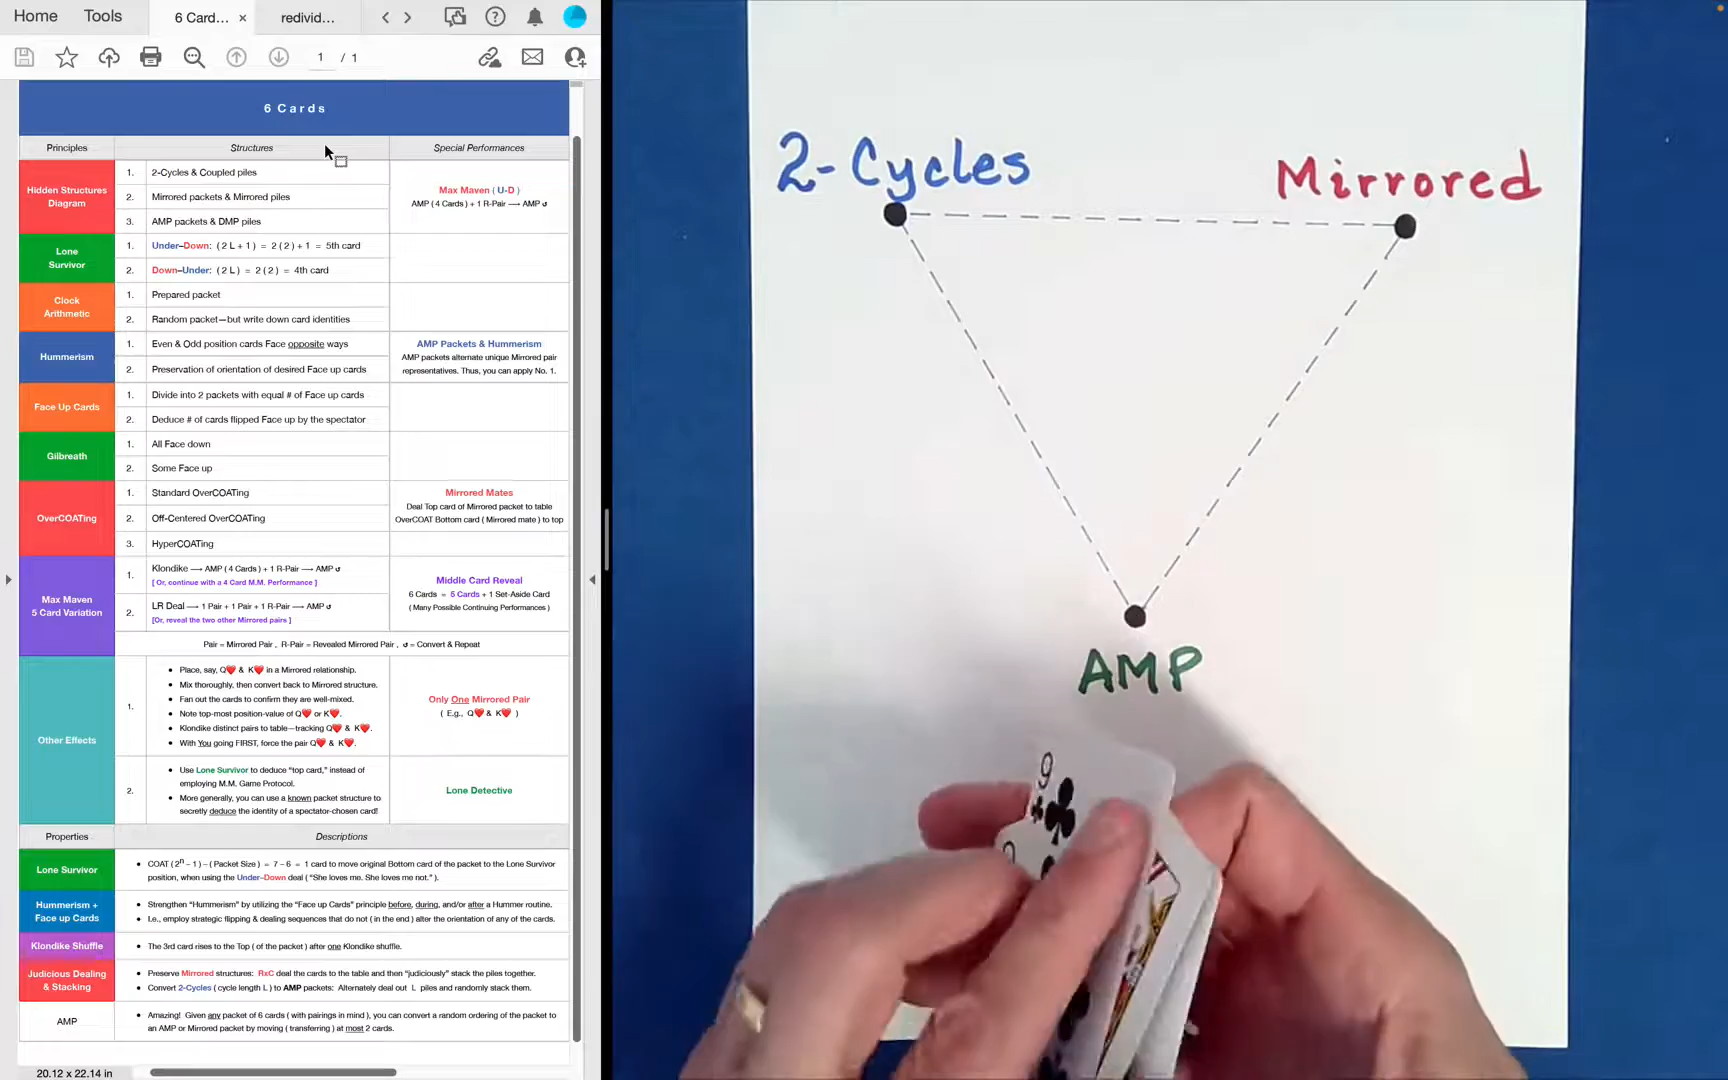 Home
Tools
6 Card... ×
redivid...
1 / 1
6 Cards
Principles
Structures
Special Performances
Hidden Structures
Diagram
1. 2-Cycles & Coupled piles
2. Mirrored packets & Mirrored piles
3. AMP packets & DMP piles
Max Maven ( U-D )
AMP ( 4 Cards ) + 1 R-Pair → AMP ↺
Lone
Survivor
1. Under–Down: ( 2 L + 1 ) = 2 ( 2 ) + 1 = 5th card
2. Down–Under: ( 2 L ) = 2 ( 2 ) = 4th card
Clock
Arithmetic
1. Prepared packet
2. Random packet—but write down card identities
Hummerism
1. Even & Odd position cards Face opposite ways
2. Preservation of orientation of desired Face up cards
AMP Packets & Hummerism
AMP packets alternate unique Mirrored pair
representatives. Thus, you can apply No. 1.
Face Up Cards
1. Divide into 2 packets with equal # of Face up cards
2. Deduce # of cards flipped Face up by the spectator
Gilbreath
1. All Face down
2. Some Face up
OverCOATing
1. Standard OverCOATing
2. Off-Centered OverCOATing
3. HyperCOATing
Mirrored Mates
Deal Top card of Mirrored packet to table
OverCOAT Bottom card ( Mirrored mate ) to top
Max Maven
5 Card Variation
1. Klondike → AMP ( 4 Cards ) + 1 R-Pair → AMP ↺
[ Or, continue with a 4 Card M.M. Performance ]
2. LR Deal → 1 Pair + 1 Pair + 1 R-Pair → AMP ↺
[Or, reveal the two other Mirrored pairs ]
Middle Card Reveal
6 Cards = 5 Cards + 1 Set-Aside Card
( Many Possible Continuing Performances )
Pair = Mirrored Pair , R-Pair = Revealed Mirrored Pair , ↺ = Convert & Repeat
Other Effects
1.
• Place, say, Q❤ & K❤ in a Mirrored relationship.
• Mix thoroughly, then convert back to Mirrored structure.
• Fan out the cards to confirm they are well-mixed.
• Note top-most position-value of Q❤ or K❤.
• Klondike distinct pairs to table—tracking Q❤ & K❤.
• With You going FIRST, force the pair Q❤ & K❤.
Only One Mirrored Pair
( E.g., Q❤ & K❤ )
2.
• Use Lone Survivor to deduce “top card,” instead of
employing M.M. Game Protocol.
• More generally, you can use a known packet structure to
secretly deduce the identity of a spectator-chosen card!
Lone Detective
Properties
Descriptions
Lone Survivor
• COAT ( 2ⁿ – 1 ) – ( Packet Size ) = 7 – 6 = 1 card to move original Bottom card of the packet to the Lone Survivor
position, when using the Under–Down deal ( “She loves me. She loves me not.” ).
Hummerism +
Face up Cards
• Strengthen “Hummerism” by utilizing the “Face up Cards” principle before, during, and/or after a Hummer routine.
• I.e., employ strategic flipping & dealing sequences that do not ( in the end ) alter the orientation of any of the cards.
Klondike Shuffle
• The 3rd card rises to the Top ( of the packet ) after one Klondike shuffle.
Judicious Dealing
& Stacking
• Preserve Mirrored structures: RxC deal the cards to the table and then “judiciously” stack the piles together.
• Convert 2-Cycles ( cycle length L ) to AMP packets: Alternately deal out L piles and randomly stack them.
AMP
• Amazing! Given any packet of 6 cards ( with pairings in mind ), you can convert a random ordering of the packet to
an AMP or Mirrored packet by moving ( transferring ) at most 2 cards.
20.12 x 22.14 in
2-Cycles
Mirrored
AMP
9